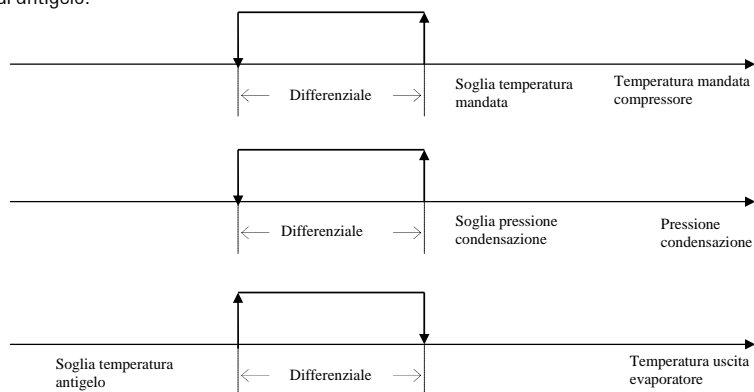 di antigelo.
Differenziale
Soglia temperatura
mandata
Temperatura mandata
compressore
Differenziale
Soglia pressione
condensazione
Pressione
condensazione
Soglia temperatura
antigelo
Differenziale
Temperatura uscita
evaporatore